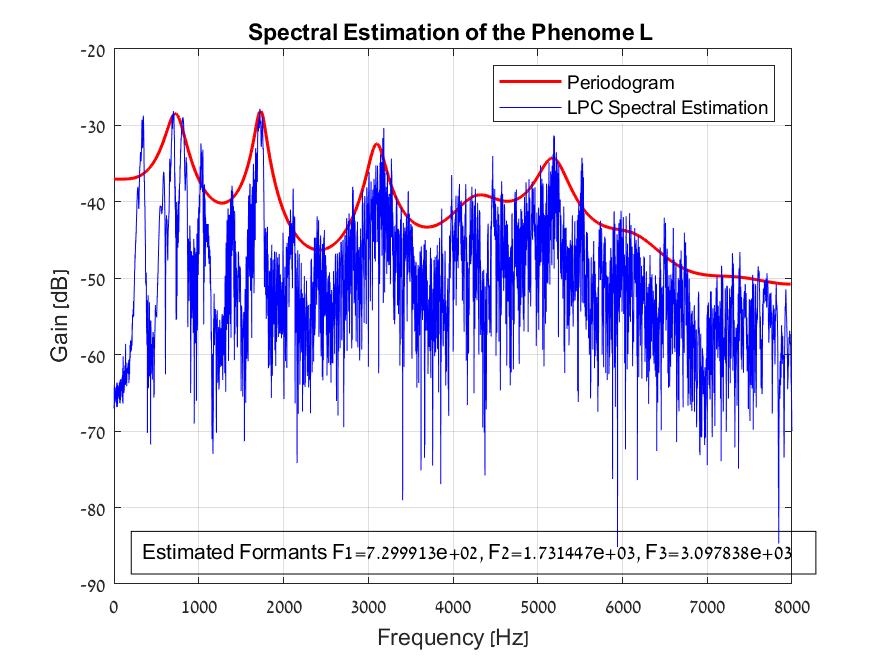 Spectral Estimation of the Phenome L
Periodogram
LPC Spectral Estimation
Gain [dB]
-20
-30
-40
-50
-60
-70
-80
-90
Estimated Formants F1=7.299913e+02, F2=1.731447e+03, F3=3.097838e+03
0 1000 2000 3000 4000 5000 6000 7000 8000
Frequency [Hz]